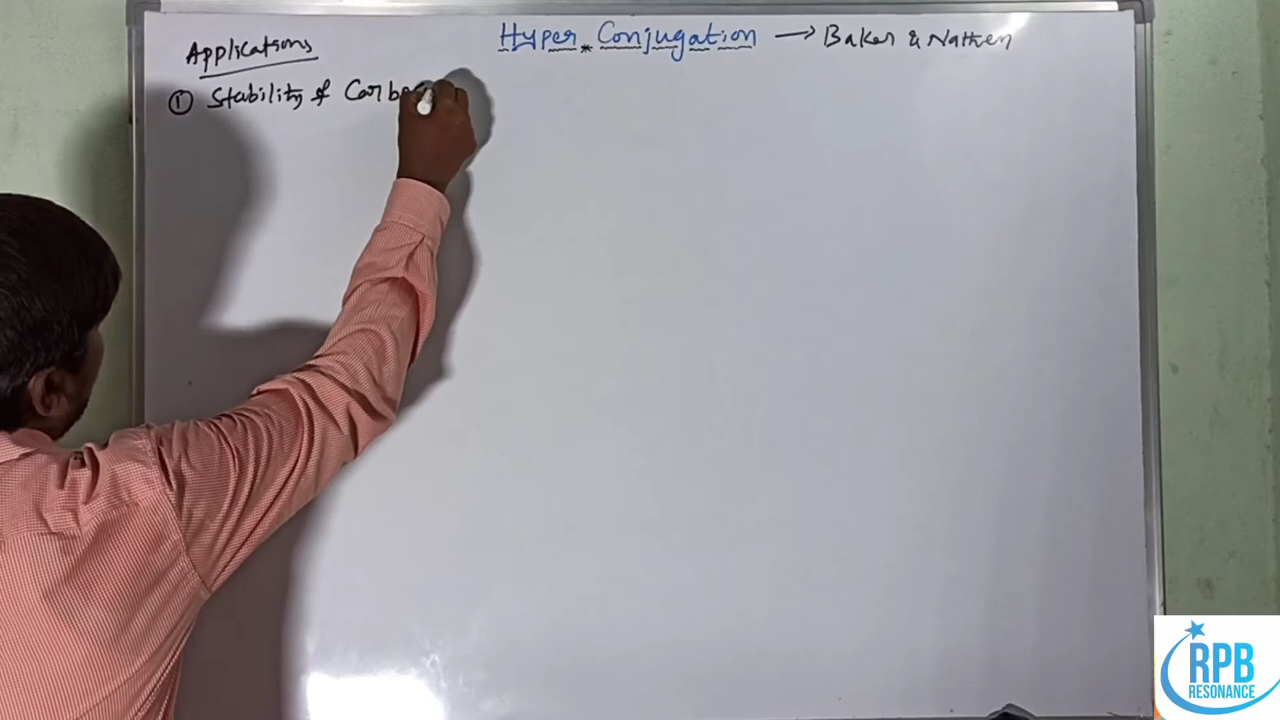 Hyper Conjugation → Baker & Nathen
Applications
① Stability of Carbo
RPB
RESONANCE